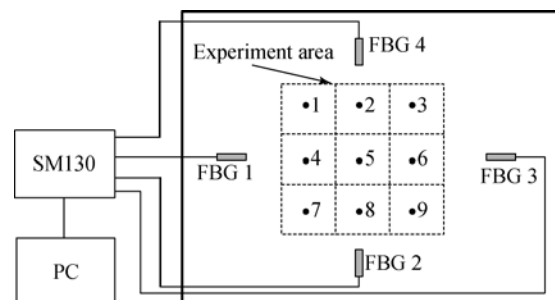 FBG 4
Experiment area
1 2 3
SM130
FBG 1
4 5 6
FBG 3
7 8 9
PC
FBG 2